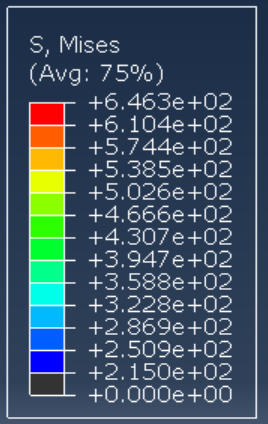 S, Mises
(Avg: 75%)
+6.463e+02
+6.104e+02
+5.744e+02
+5.385e+02
+5.026e+02
+4.666e+02
+4.307e+02
+3.947e+02
+3.588e+02
+3.228e+02
+2.869e+02
+2.509e+02
+2.150e+02
+0.000e+00